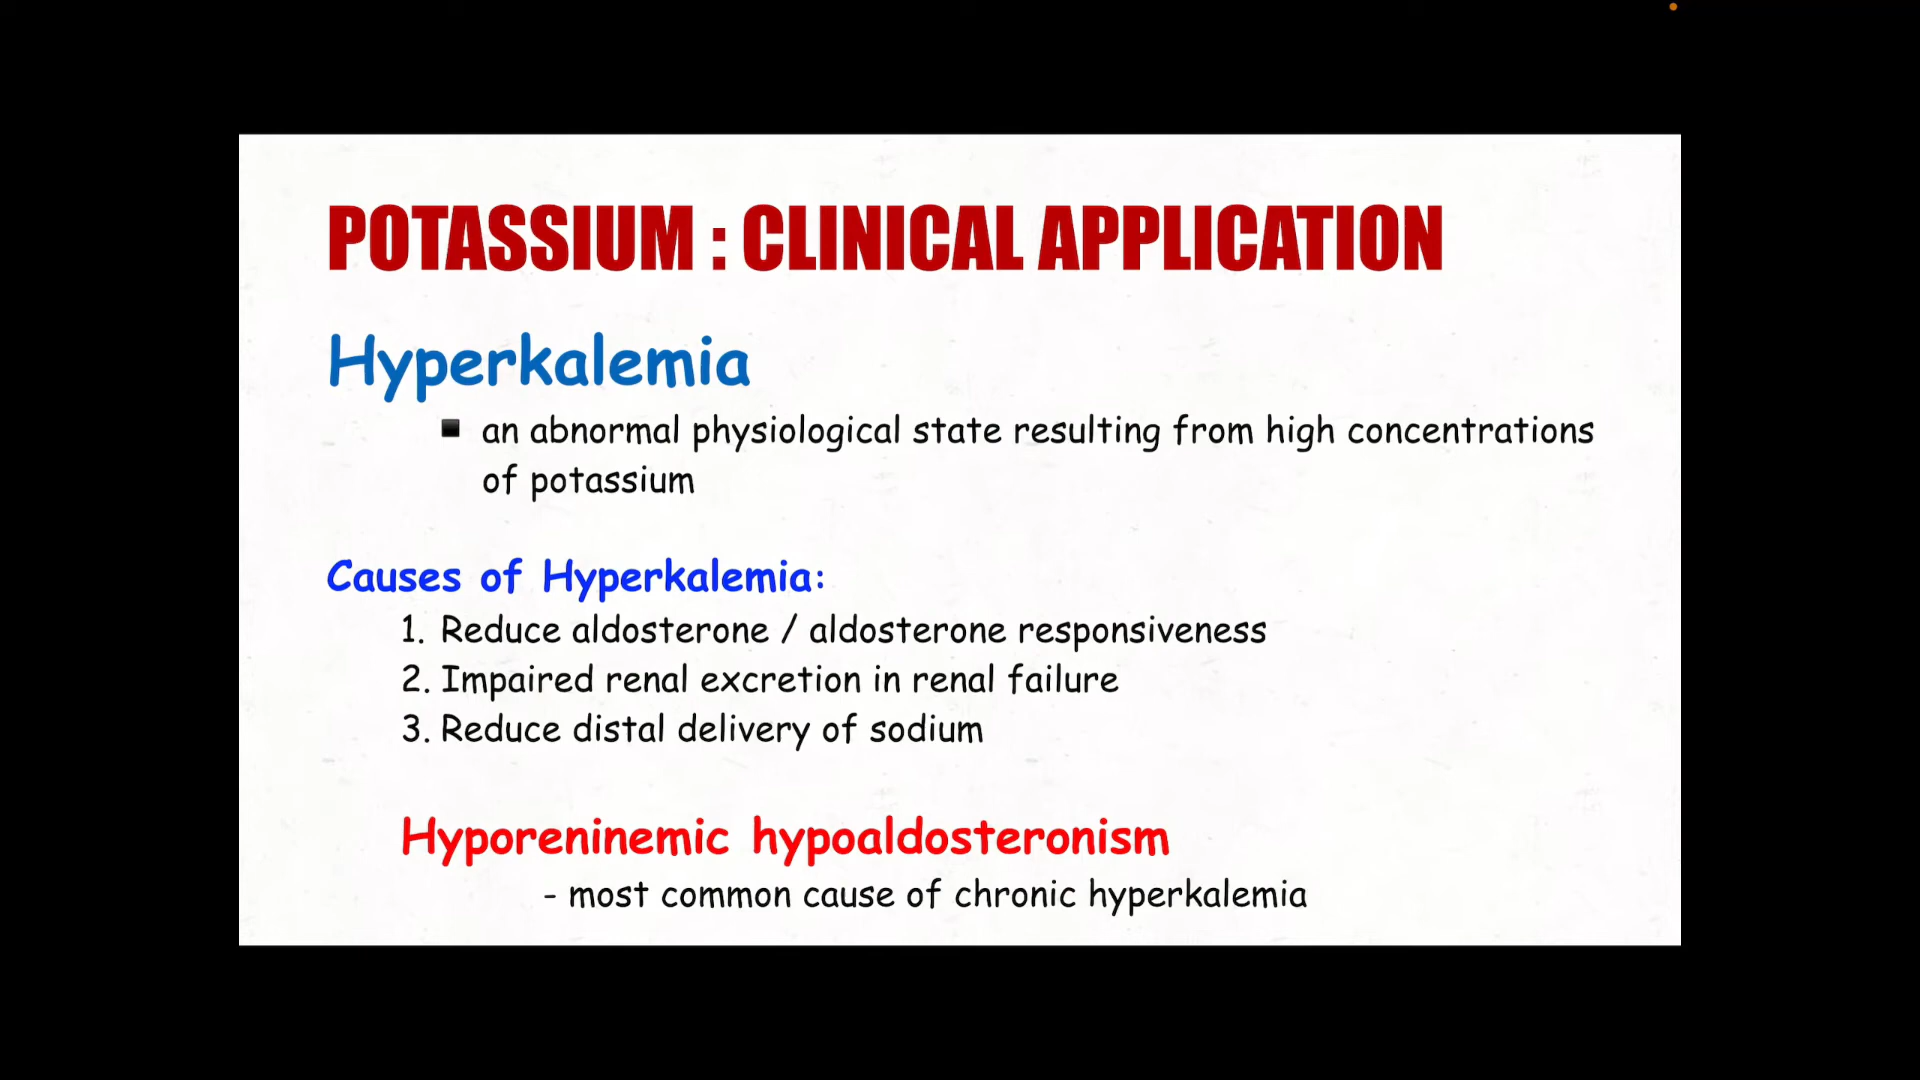 POTASSIUM : CLINICAL APPLICATION
Hyperkalemia
▪ an abnormal physiological state resulting from high concentrations
of potassium
Causes of Hyperkalemia:
1. Reduce aldosterone / aldosterone responsiveness
2. Impaired renal excretion in renal failure
3. Reduce distal delivery of sodium
Hyporeninemic hypoaldosteronism
- most common cause of chronic hyperkalemia